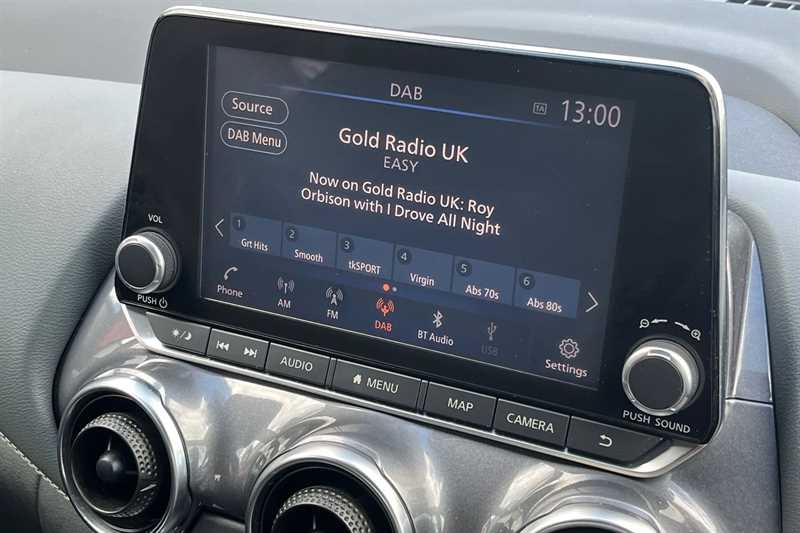 DAB
TA 13:00
Source
DAB Menu
Gold Radio UK
EASY
Now on Gold Radio UK: Roy
Orbison with I Drove All Night
1 Grt Hits
2 Smooth
3 tkSPORT
4 Virgin
5 Abs 70s
6 Abs 80s
Phone
AM
FM
DAB
BT Audio
USB
Settings
VOL
PUSH
AUDIO
MENU
MAP
CAMERA
PUSH SOUND